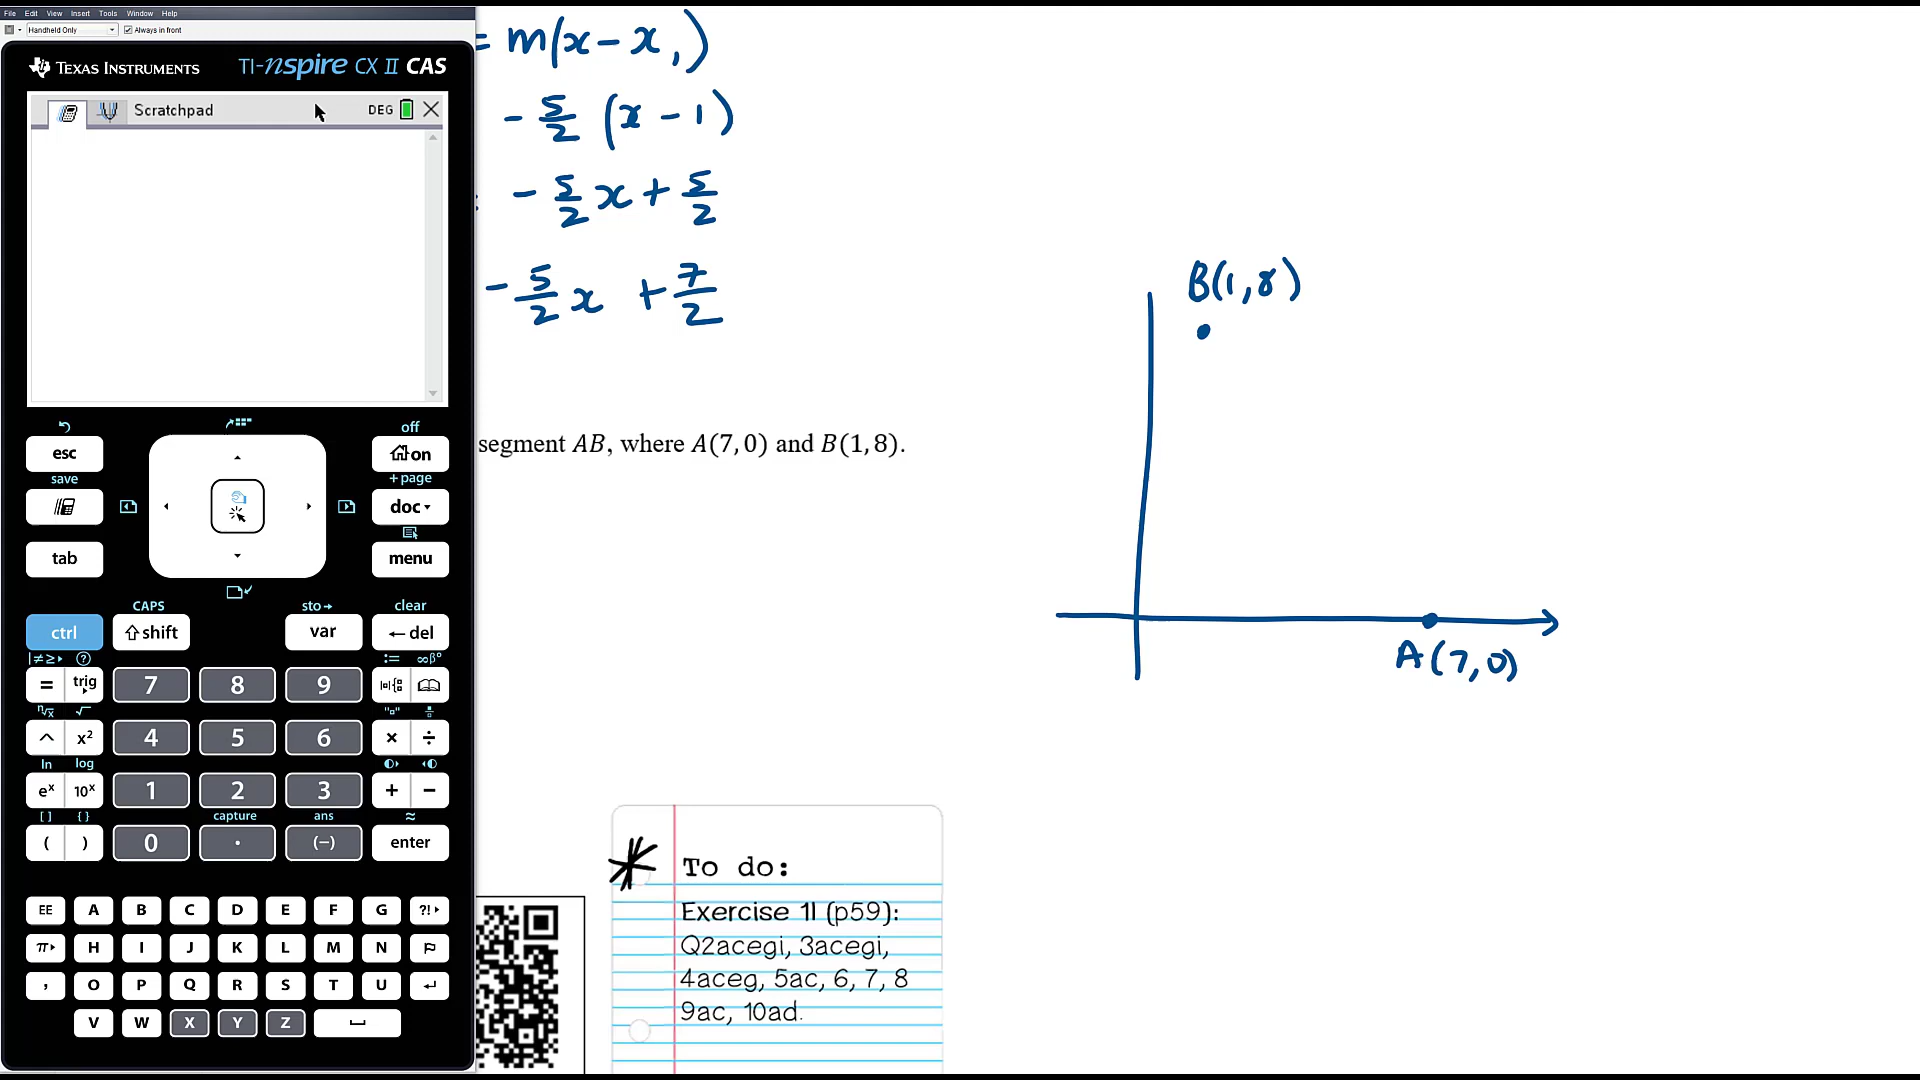 File Edit View Insert Tools Window Help
Handheld Only Always in front
TEXAS INSTRUMENTS TI-nspire CX II CAS
Scratchpad DEG
off
esc on
save + page
doc
tab menu
CAPS sto→ clear
ctrl ⇧shift var ←del
|≠≥▸ ? := ∞β°
= trig 7 8 9
ⁿ√x √ "□"
^ x² 4 5 6 × ÷
ln log
eˣ 10ˣ 1 2 3 + −
[ ] { } capture ans ≈
( ) 0 . (−) enter
EE A B C D E F G ?!▸
π▸ H I J K L M N
, O P Q R S T U ↵
V W X Y Z
= m(x-x₁)
-5/2 (x-1)
-5/2 x + 5/2
-5/2 x + 7/2
segment AB, where A(7, 0) and B(1, 8).
B(1,8)
A(7,0)
To do:
Exercise 1I (p59):
Q2acegi, 3acegi,
4aceg, 5ac, 6, 7, 8
9ac, 10ad.